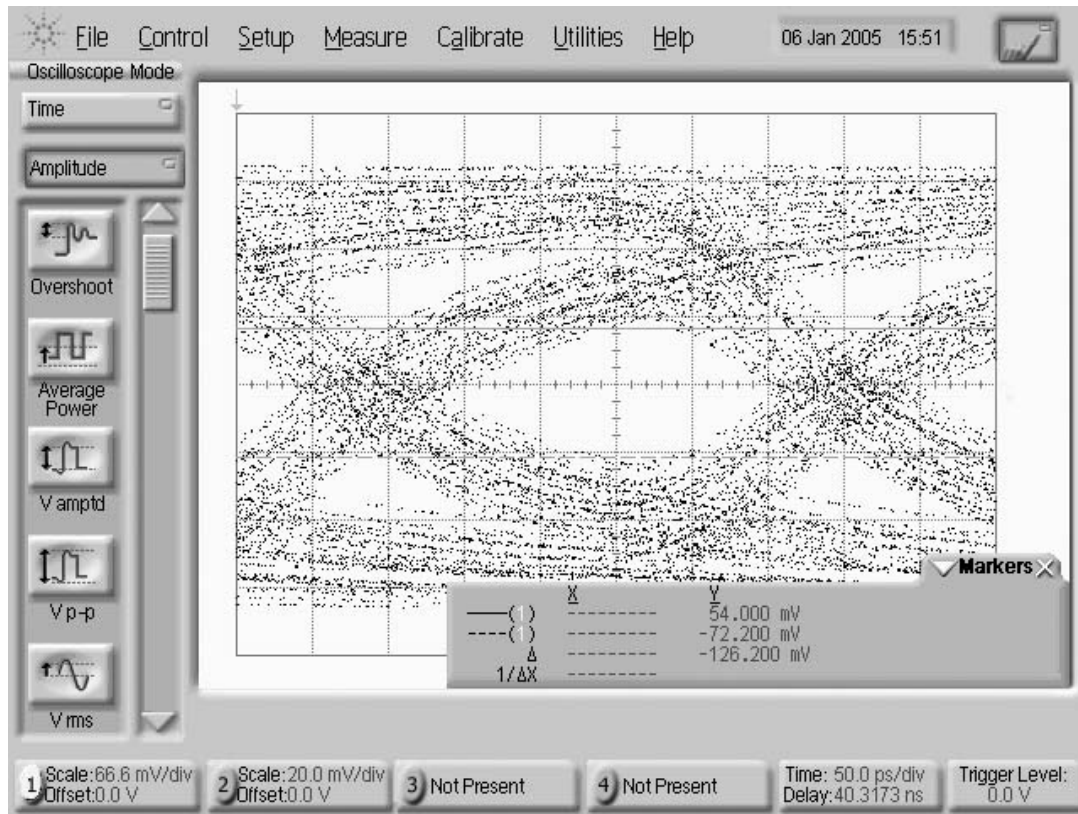 File Control Setup Measure Calibrate Utilities Help 06 Jan 2005 15:51
Oscilloscope Mode
Time
Amplitude
Overshoot
Average
Power
V amptd
V p-p
V rms
Markers
X Y
(1) --------- 54.000 mV
----(1) --------- -72.200 mV
Δ --------- -126.200 mV
1/ΔX ---------
1 Scale:66.6 mV/div
Offset:0.0 V
2 Scale:20.0 mV/div
Offset:0.0 V
3 Not Present
4 Not Present
Time: 50.0 ps/div
Delay:40.3173 ns
Trigger Level:
0.0 V